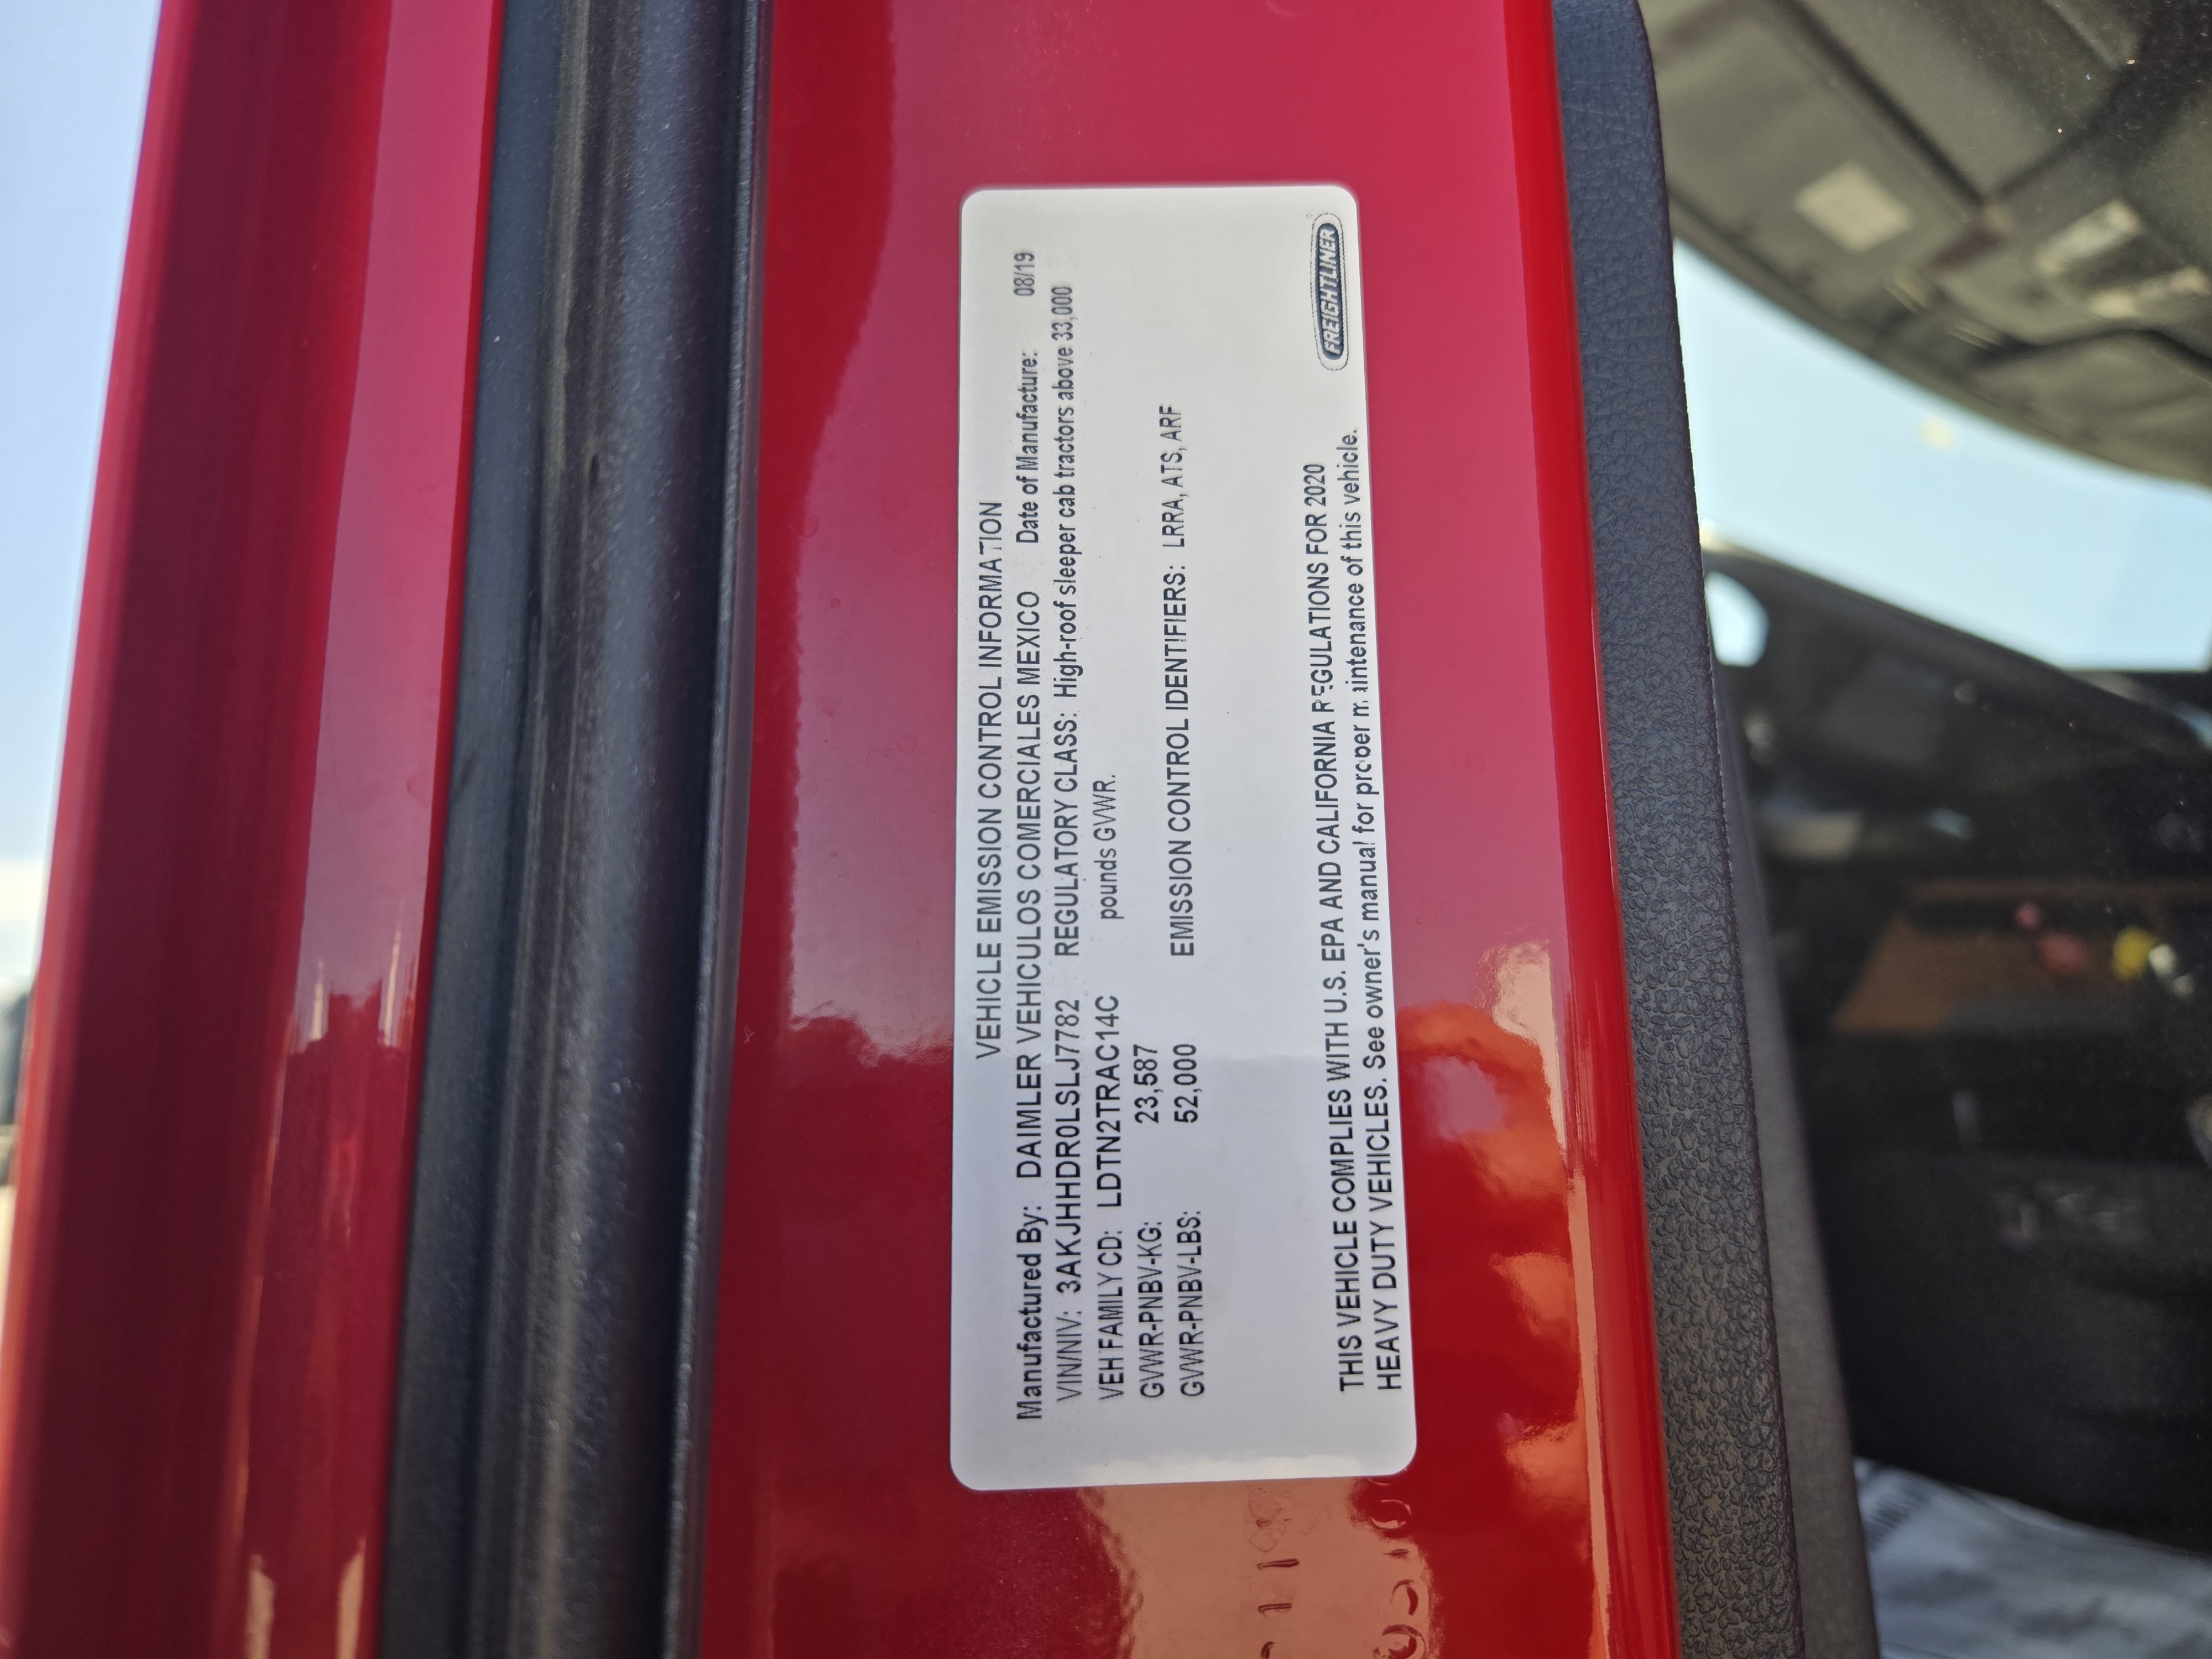 VEHICLE EMISSION CONTROL INFORMATION
Manufactured By: DAIMLER VEHICULOS COMERCIALES MEXICO Date of Manufacture: 08/19
VIN/NIV: 3AKJHHDR0LSLJ7782 REGULATORY CLASS: High-roof sleeper cab tractors above 33,000
VEH FAMILY CD: LDTN2TRAC14C pounds GVWR.
GVWR-PNBV-KG: 23,587
GVWR-PNBV-LBS: 52,000 EMISSION CONTROL IDENTIFIERS: LRRA, ATS, ARF
THIS VEHICLE COMPLIES WITH U.S. EPA AND CALIFORNIA REGULATIONS FOR 2020
HEAVY DUTY VEHICLES. See owner's manual for proper maintenance of this vehicle.
FREIGHTLINER